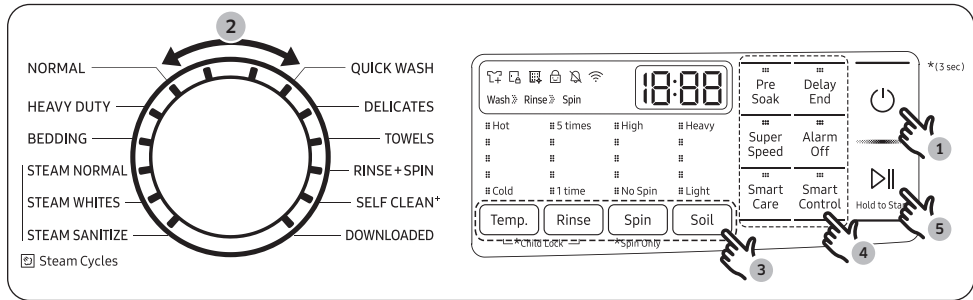 2
NORMAL
HEAVY DUTY
BEDDING
STEAM NORMAL
STEAM WHITES
STEAM SANITIZE
Steam Cycles
QUICK WASH
DELICATES
TOWELS
RINSE+SPIN
SELF CLEAN+
DOWNLOADED
Wash» Rinse» Spin
18:88
Hot 5 times High Heavy
Cold 1 time No Spin Light
Temp. Rinse Spin Soil
*Child Lock *Spin Only
3
Pre Soak
Delay End
Super Speed
Alarm Off
Smart Care
Smart Control
4
*(3 sec)
1
Hold to Start
5